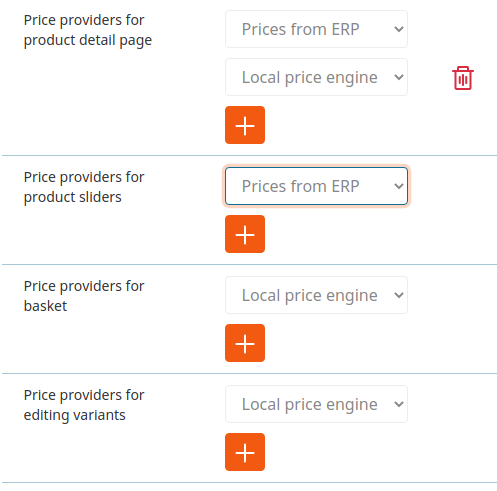 Price providers for
product detail page
Prices from ERP
Local price engine
Price providers for
product sliders
Prices from ERP
Price providers for
basket
Local price engine
Price providers for
editing variants
Local price engine